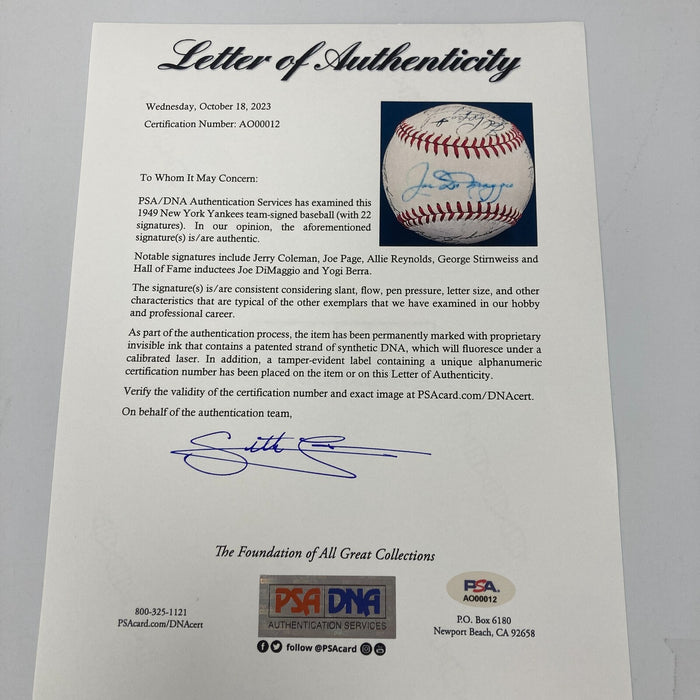 Letter of Authenticity
Wednesday, October 18, 2023
Certification Number: AO00012
Joe DiMaggio
To Whom It May Concern:
PSA/DNA Authentication Services has examined this
1949 New York Yankees team-signed baseball (with 22
signatures). In our opinion, the aforementioned
signature(s) is/are authentic.
Notable signatures include Jerry Coleman, Joe Page, Allie Reynolds, George Stirnweiss and
Hall of Fame inductees Joe DiMaggio and Yogi Berra.
The signature(s) is/are consistent considering slant, flow, pen pressure, letter size, and other
characteristics that are typical of the other exemplars that we have examined in our hobby
and professional career.
As part of the authentication process, the item has been permanently marked with proprietary
invisible ink that contains a patented strand of synthetic DNA, which will fluoresce under a
calibrated laser. In addition, a tamper-evident label containing a unique alphanumeric
certification number has been placed on the item or on this Letter of Authenticity.
Verify the validity of the certification number and exact image at PSAcard.com/DNAcert.
On behalf of the authentication team,
The Foundation of All Great Collections
800-325-1121
PSAcard.com/DNAcert
PSA DNA
AUTHENTICATION SERVICES
follow @PSAcard
PSA.
AO00012
P.O. Box 6180
Newport Beach, CA 92658